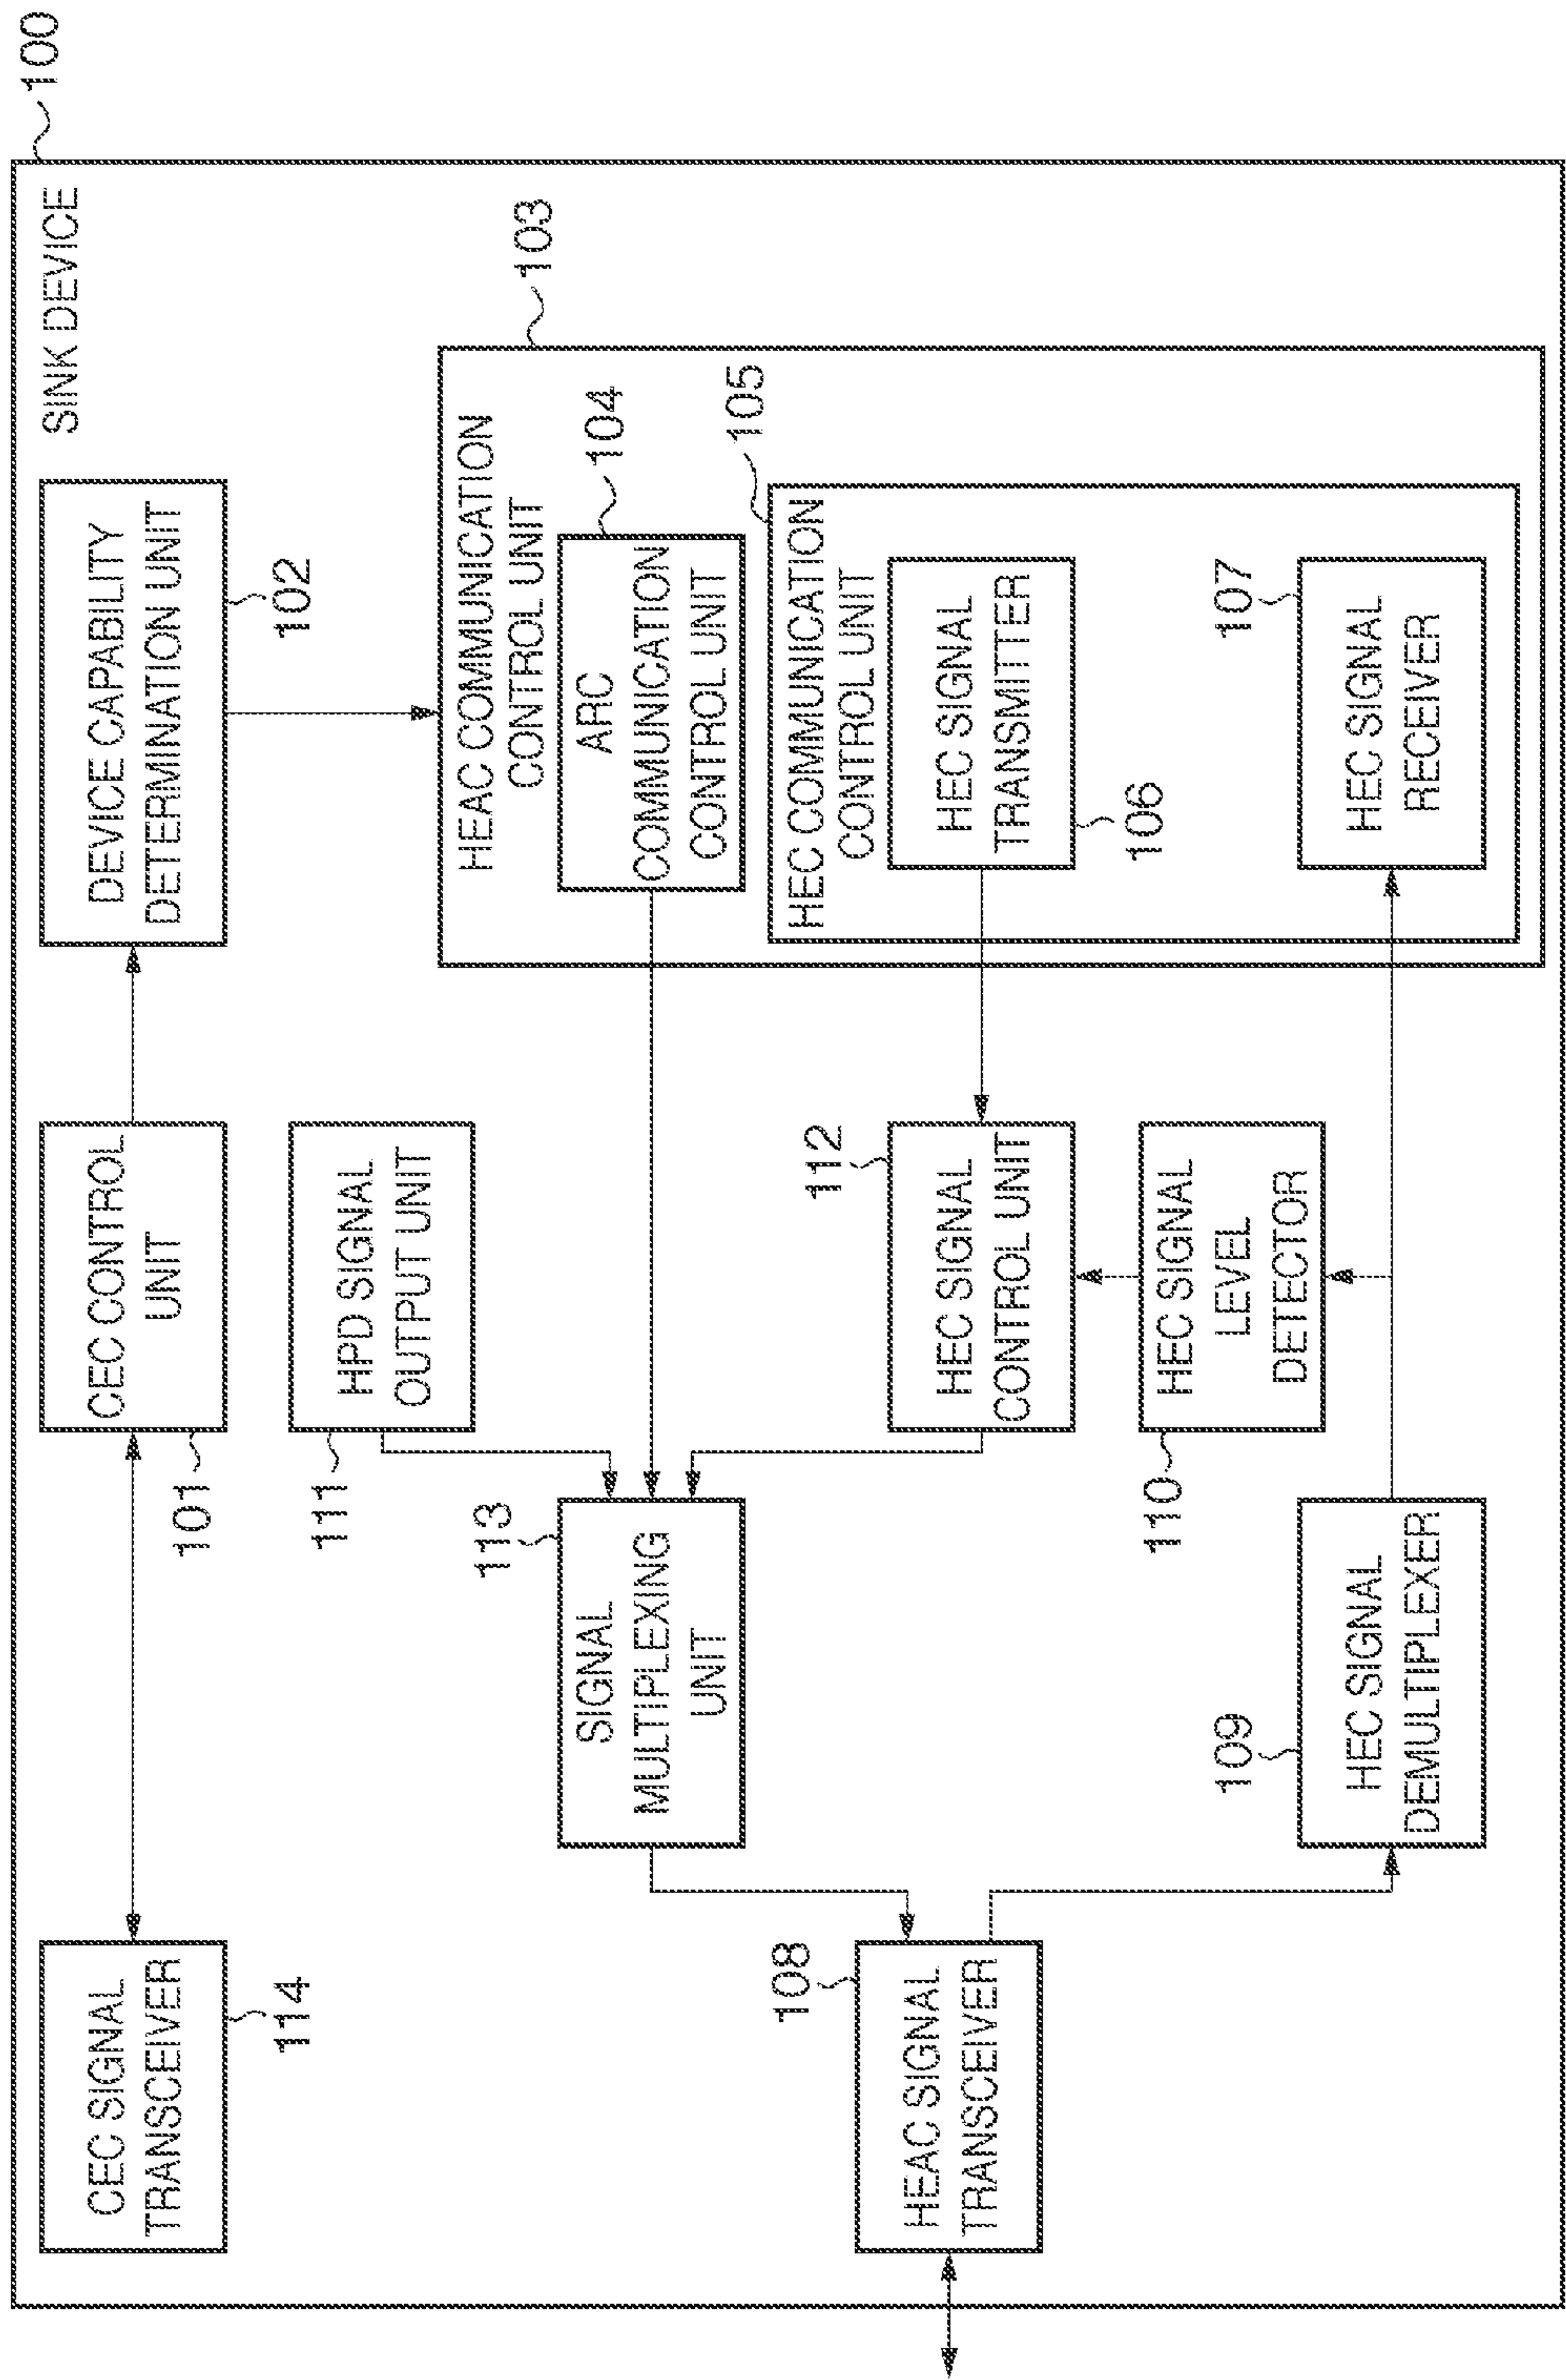 100
SINK DEVICE
CEC SIGNAL
TRANSCEIVER
114
CEC CONTROL
UNIT
101
DEVICE CAPABILITY
DETERMINATION UNIT
102
HPD SIGNAL
OUTPUT UNIT
111
103
HEAC COMMUNICATION
CONTROL UNIT
104
ARC
COMMUNICATION
CONTROL UNIT
113
SIGNAL
MULTIPLEXING
UNIT
105
HEC COMMUNICATION
CONTROL UNIT
108
HEAC SIGNAL
TRANSCEIVER
112
HEC SIGNAL
CONTROL UNIT
HEC SIGNAL
TRANSMITTER
106
110
HEC SIGNAL
LEVEL
DETECTOR
109
HEC SIGNAL
DEMULTIPLEXER
107
HEC SIGNAL
RECEIVER